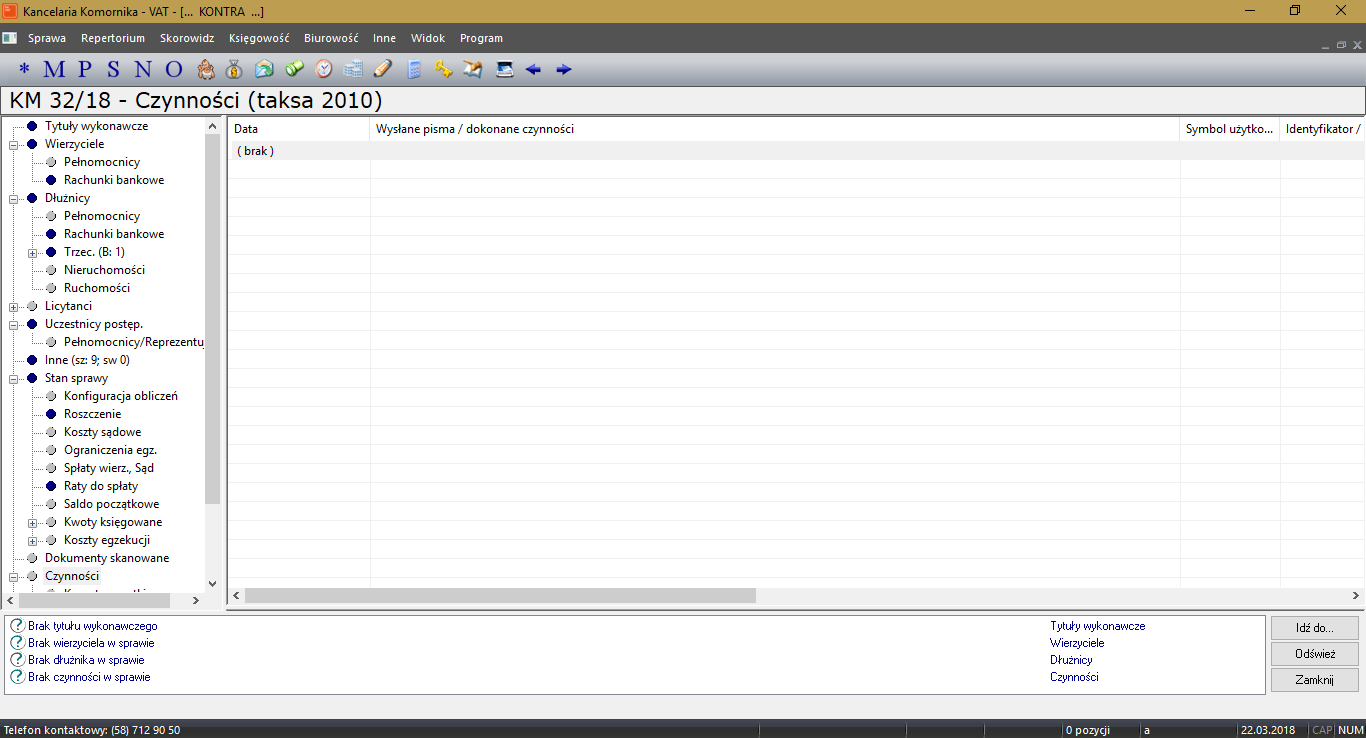 Kancelaria Komornika - VAT - [... KONTRA ...]
Sprawa Repertorium Skorowidz Księgowość Biurowość Inne Widok Program
* M P S N O
KM 32/18 - Czynności (taksa 2010)
Tytuły wykonawcze
Wierzyciele
Pełnomocnicy
Rachunki bankowe
Dłużnicy
Pełnomocnicy
Rachunki bankowe
Trzec. (B: 1)
Nieruchomości
Ruchomości
Licytanci
Uczestnicy postęp.
Pełnomocnicy/Reprezentuj
Inne (sz: 9; sw 0)
Stan sprawy
Konfiguracja obliczeń
Roszczenie
Koszty sądowe
Ograniczenia egz.
Spłaty wierz., Sąd
Raty do spłaty
Saldo początkowe
Kwoty księgowane
Koszty egzekucji
Dokumenty skanowane
Czynności
Data Wysłane pisma / dokonane czynności Symbol użytko... Identyfikator /
( brak )
Brak tytułu wykonawczego Tytuły wykonawcze
Brak wierzyciela w sprawie Wierzyciele
Brak dłużnika w sprawie Dłużnicy
Brak czynności w sprawie Czynności
Idź do...
Odśwież
Zamknij
Telefon kontaktowy: (58) 712 90 50 0 pozycji a 22.03.2018 CAP NUM